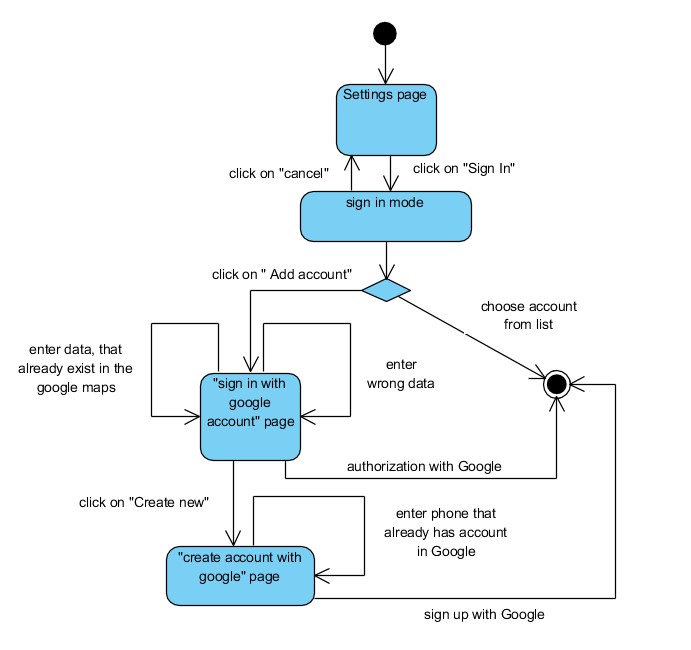 Settings page
click on "cancel"
click on "Sign In"
sign in mode
click on " Add account"
choose account
from list
enter data, that
already exist in the
google maps
enter
wrong data
"sign in with
google
account" page
authorization with Google
click on "Create new"
enter phone that
already has account
in Google
"create account with
google" page
sign up with Google